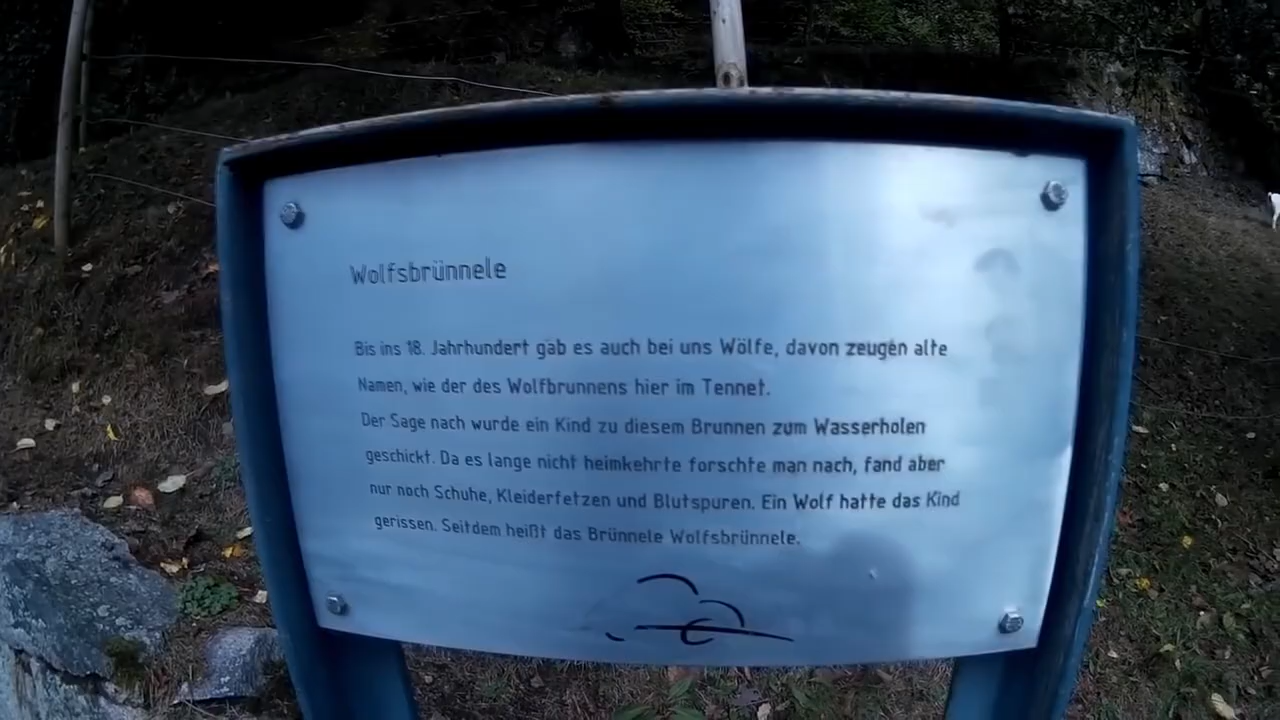 Wolfsbrünnele
Bis ins 18. Jahrhundert gab es auch bei uns Wölfe, davon zeugen alte
Namen, wie der des Wolfbrunnens hier im Tennet.
Der Sage nach wurde ein Kind zu diesem Brunnen zum Wasserholen
geschickt. Da es lange nicht heimkehrte forschte man nach, fand aber
nur noch Schuhe, Kleiderfetzen und Blutspuren. Ein Wolf hatte das Kind
gerissen. Seitdem heißt das Brünnele Wolfsbrünnele.